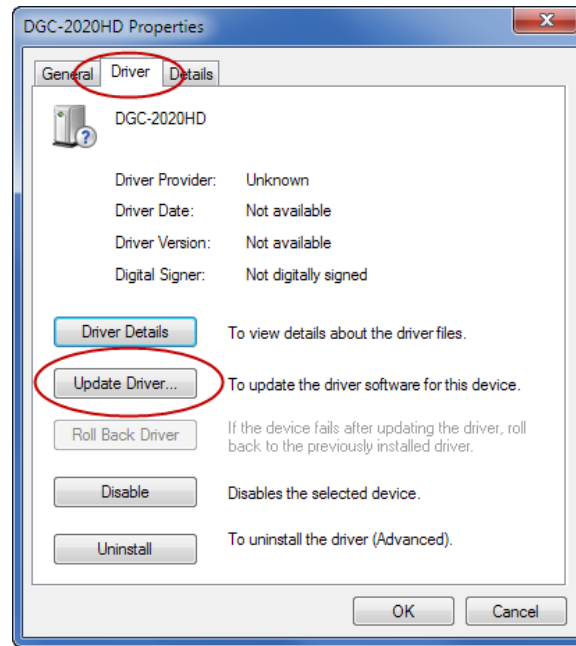 DGC-2020HD Properties
General Driver Details
DGC-2020HD
Driver Provider: Unknown
Driver Date: Not available
Driver Version: Not available
Digital Signer: Not digitally signed
Driver Details To view details about the driver files.
Update Driver... To update the driver software for this device.
Roll Back Driver If the device fails after updating the driver, roll
back to the previously installed driver.
Disable Disables the selected device.
Uninstall To uninstall the driver (Advanced).
OK Cancel